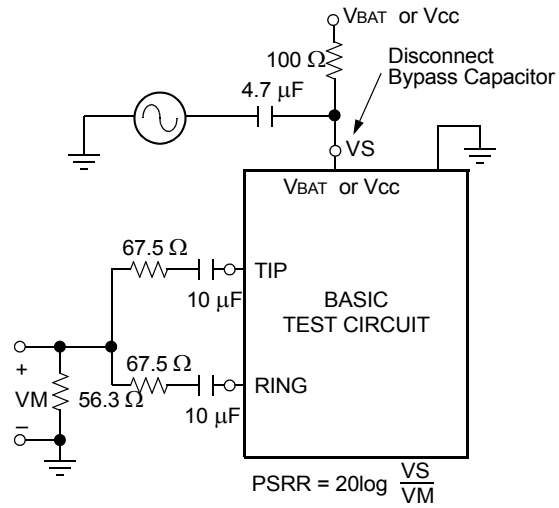 VBAT or Vcc
100 Ω
Disconnect
Bypass Capacitor
4.7 μF
VS
VBAT or Vcc
67.5 Ω
TIP
10 μF
BASIC
TEST CIRCUIT
67.5 Ω
RING
+
VM
56.3 Ω
10 μF
–
PSRR = 20log VS/VM